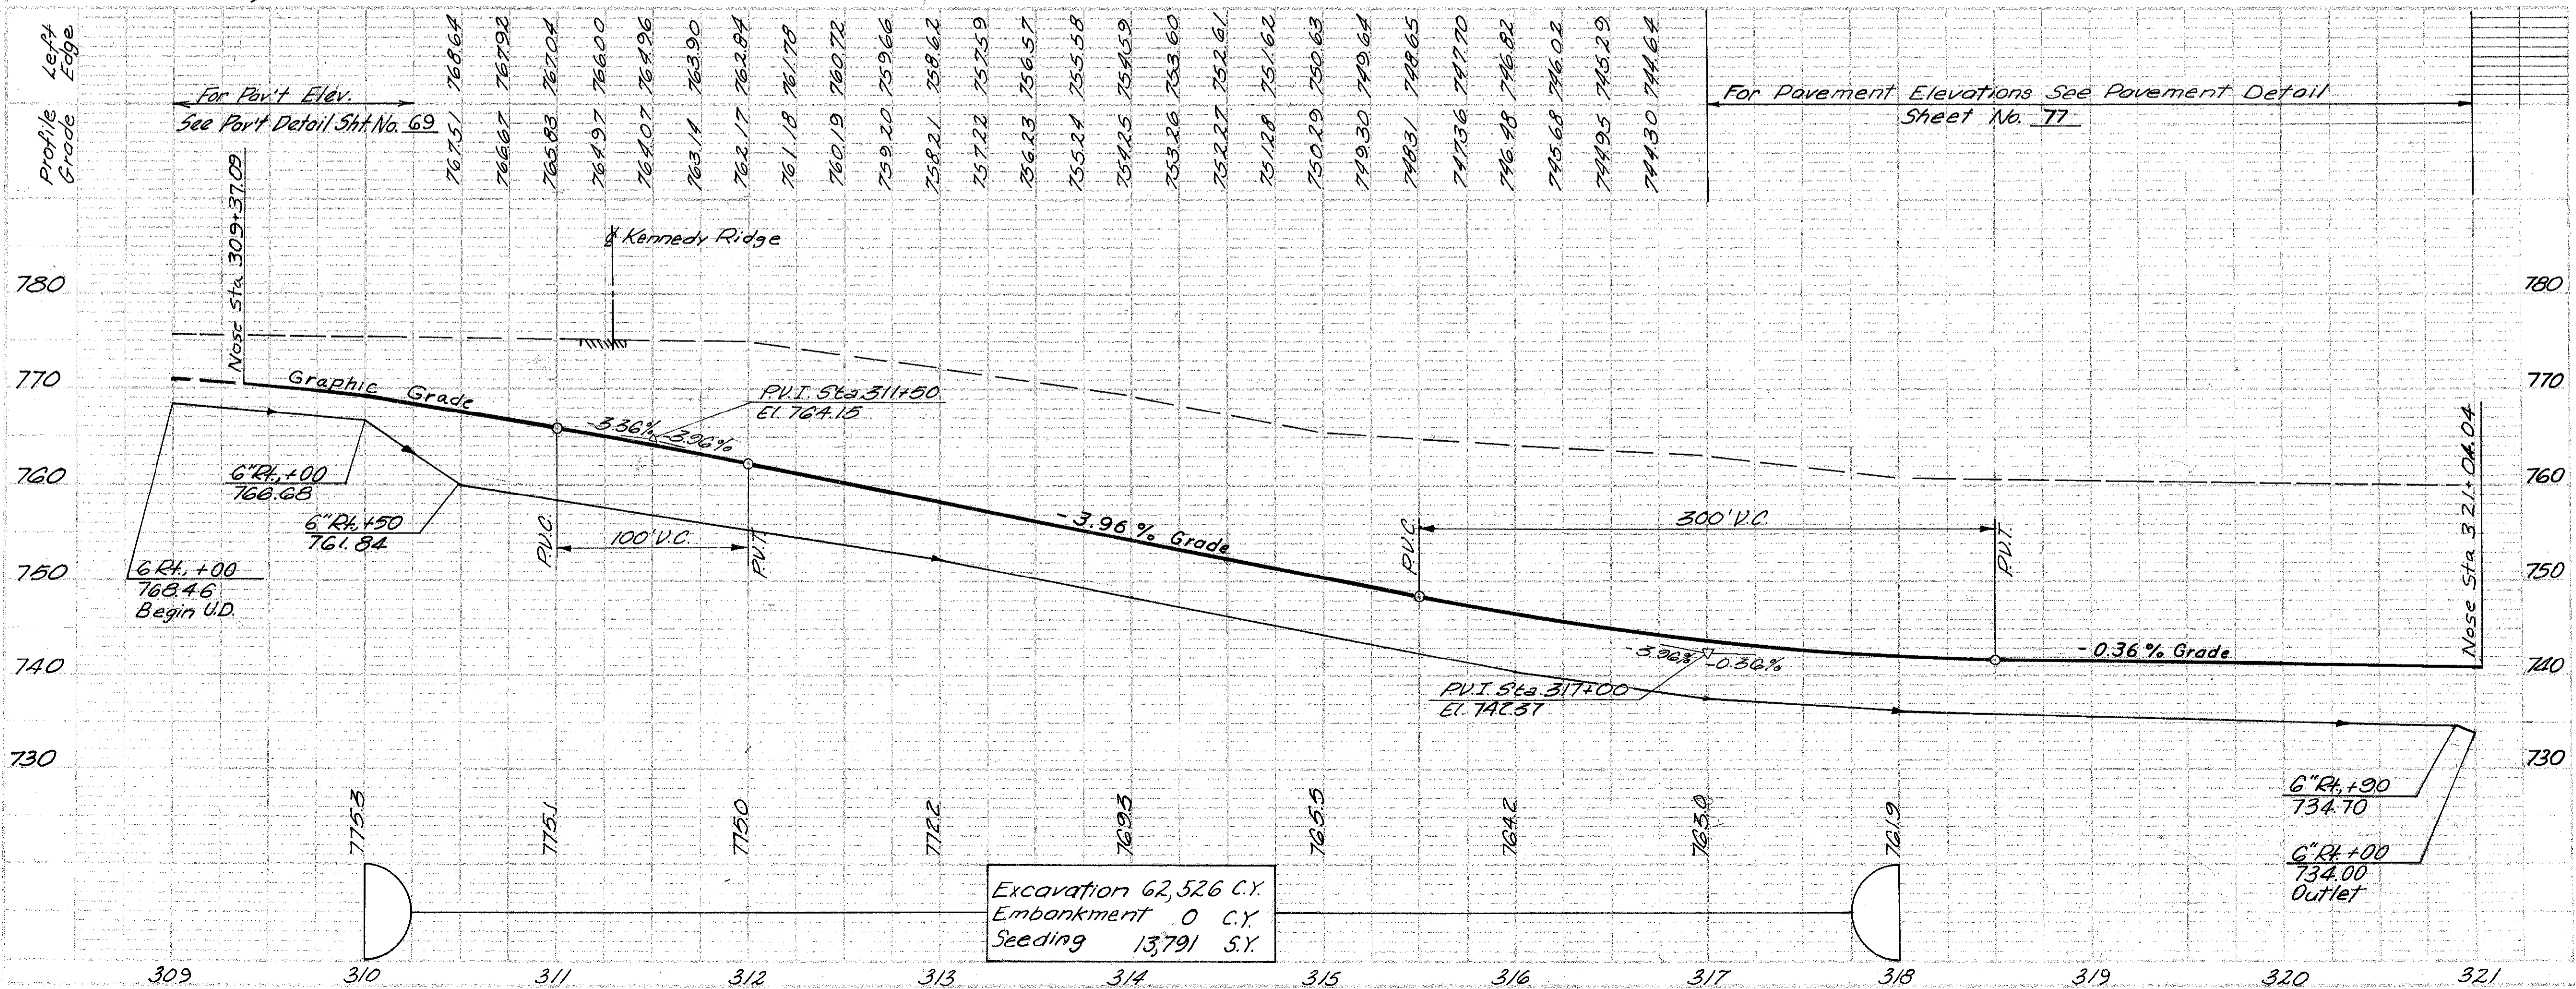 Left Edge
768.64 767.92 767.04 766.00 764.96 763.90 762.84 761.78 760.72 759.66 758.62 757.59 756.57 755.58 754.59 753.60 752.61 751.62 750.63 749.64 748.65 747.70 746.82 746.02 745.29 744.64
For Pav't Elev.
See Pav't Detail Sht. No. 69
For Pavement Elevations See Pavement Detail
Sheet No. 77
Profile Grade
767.51 766.67 765.83 764.97 764.07 763.14 762.17 761.18 760.19 759.20 758.21 757.22 756.23 755.24 754.25 753.26 752.27 751.28 750.29 749.30 748.31 747.36 746.48 745.68 744.95 744.30
Nose Sta. 309+37.09
℄ Kennedy Ridge
780
780
770
770
Graphic Grade
P.V.I. Sta. 311+50
El. 764.15
-3.36% -3.96%
760
760
6" Rt., +00
766.68
6" Rt., +50
761.84
P.V.C.
100' V.C.
P.V.T.
-3.96% Grade
P.V.C.
300' V.C.
P.V.T.
Nose Sta 321+04.04
750
750
6 Rt., +00
768.46
Begin U.D.
740
740
-3.96% -0.36%
-0.36% Grade
P.V.I. Sta. 317+00
El. 742.37
730
730
6" Rt., +90
734.70
6" Rt. +00
734.00
Outlet
775.3 775.1 775.0 772.2 769.3 765.5 764.2 763.0 761.9
Excavation 62,526 C.Y.
Embankment 0 C.Y.
Seeding 13,791 S.Y.
309 310 311 312 313 314 315 316 317 318 319 320 321